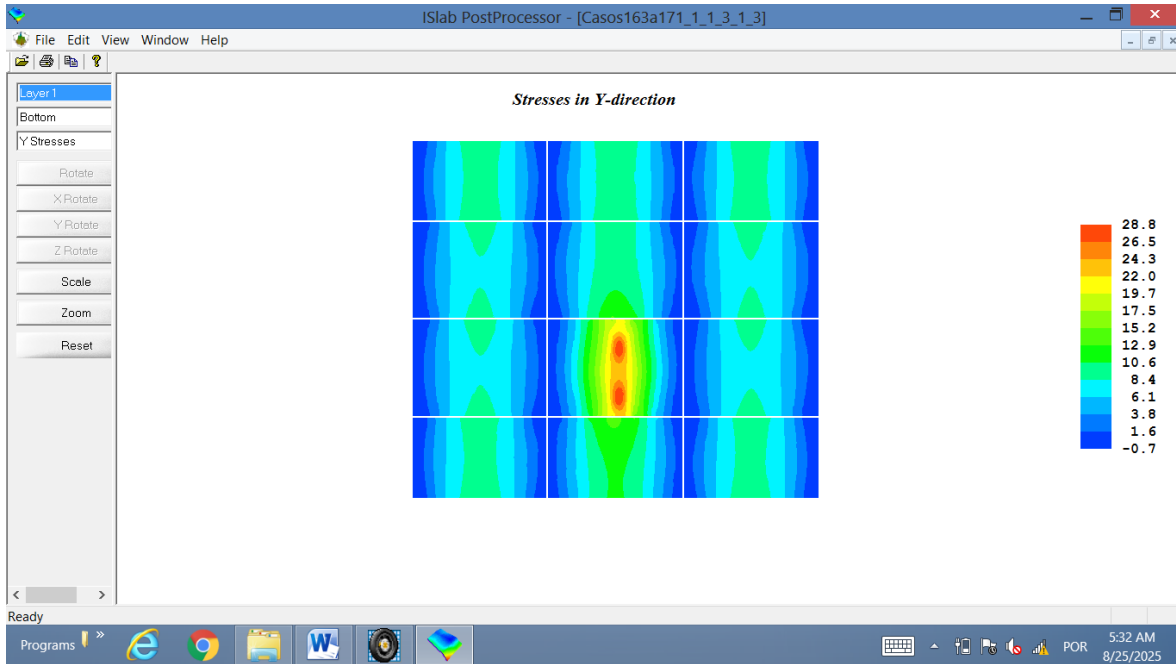 ISlab PostProcessor - [Casos163a171_1_1_3_1_3]
File Edit View Window Help
Layer 1
Bottom
Y Stresses
Rotate
X Rotate
Y Rotate
Z Rotate
Scale
Zoom
Reset
Stresses in Y-direction
28.8
26.5
24.3
22.0
19.7
17.5
15.2
12.9
10.6
8.4
6.1
3.8
1.6
-0.7
Ready
Programs » POR 5:32 AM
8/25/2025